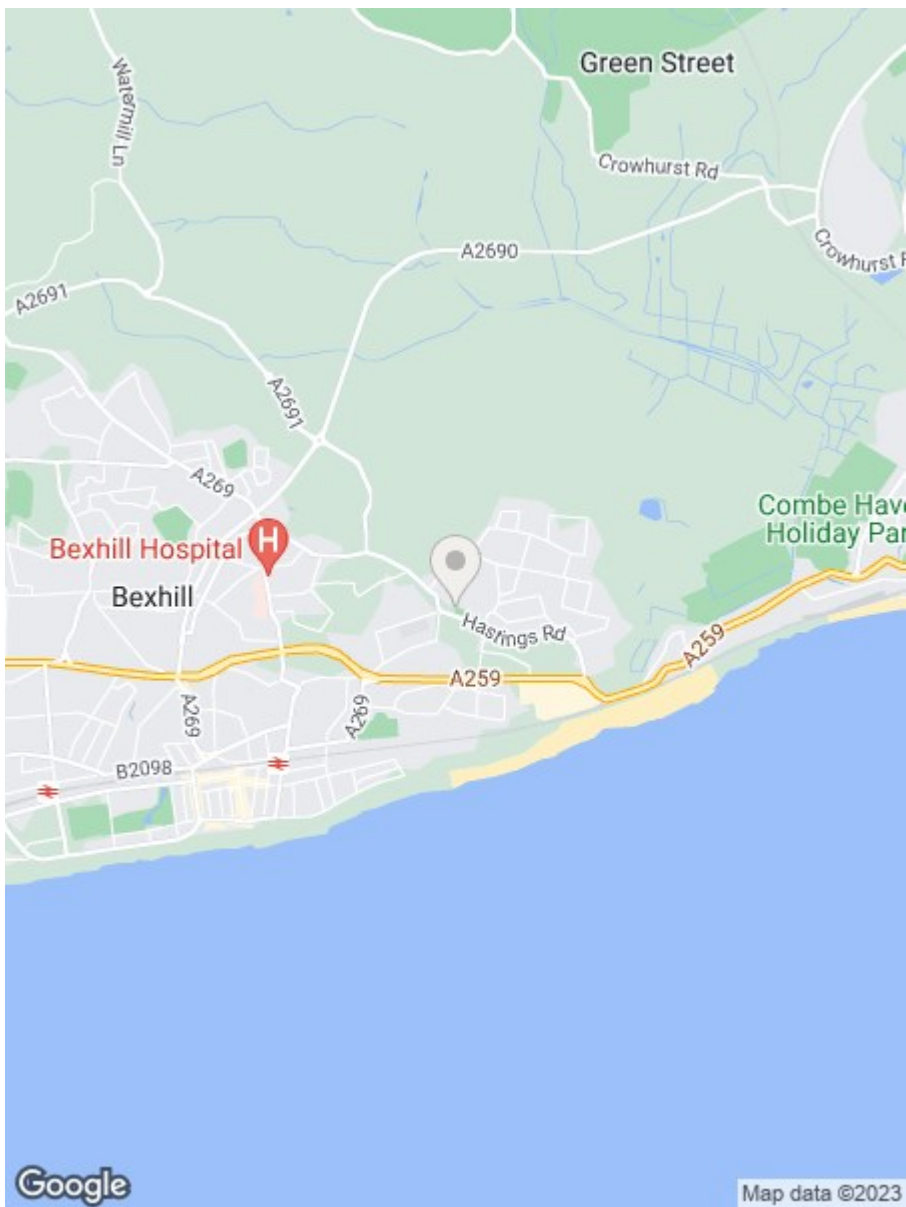 Green Street
Watermill Ln
Crowhurst Rd
A2690
Crowhurst R
A2691
A2691
A269
Combe Have
Holiday Par
Bexhill Hospital
H
Bexhill
Hastings Rd
A259
A259
A269
A269
B2098
Google
Map data ©2023